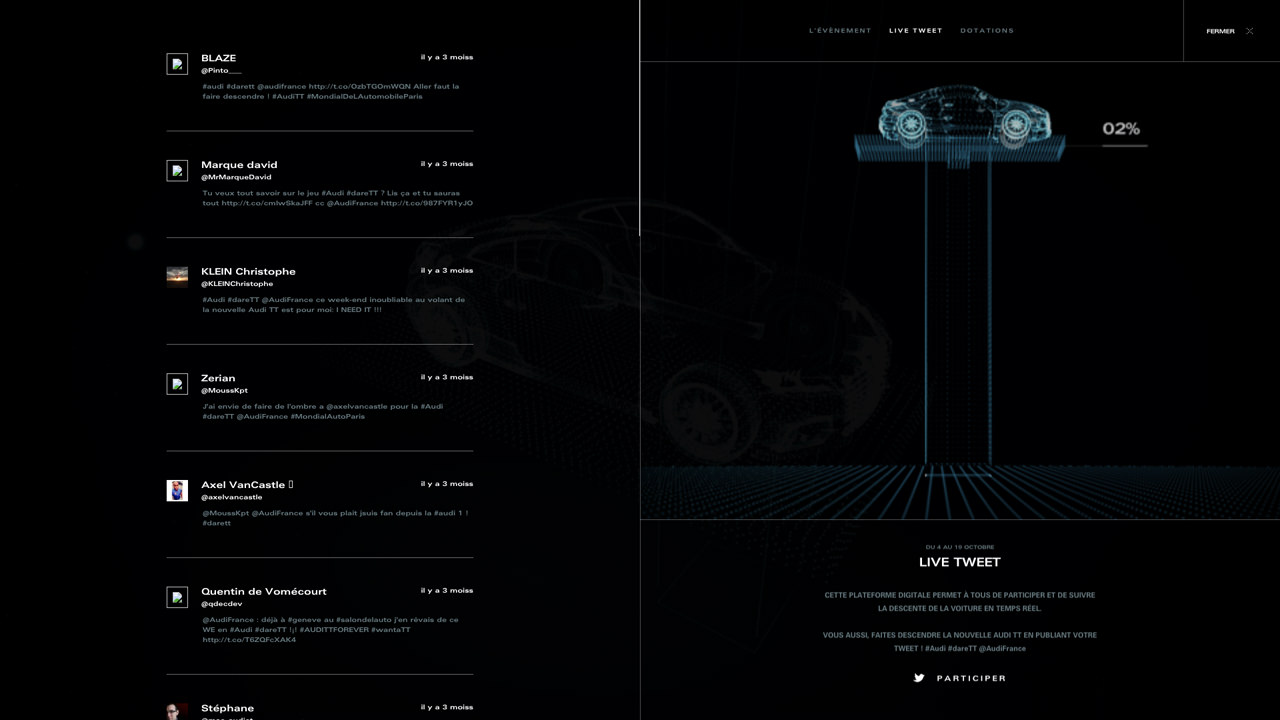 BLAZE
il y a 3 moiss
@Pinto___
#audi #darett @audifrance http://t.co/OzbTGOmWQN Aller faut la
faire descendre ! #AudiTT #MondialDeLAutomobileParis
Marque david
il y a 3 moiss
@MrMarqueDavid
Tu veux tout savoir sur le jeu #Audi #dareTT ? Lis ça et tu sauras
tout http://t.co/cmIwSkaJFF cc @AudiFrance http://t.co/987FYR1yJO
KLEIN Christophe
il y a 3 moiss
@KLEINChristophe
#Audi #dareTT @AudiFrance ce week-end inoubliable au volant de
la nouvelle Audi TT est pour moi: I NEED IT !!!
Zerian
il y a 3 moiss
@MoussKpt
J'ai envie de faire de l'ombre a @axelvancastle pour la #Audi
#dareTT @AudiFrance #MondialAutoParis
Axel VanCastle
il y a 3 moiss
@axelvancastle
@MoussKpt @AudiFrance s'il vous plait jsuis fan depuis la #audi 1 !
#darett
Quentin de Vomécourt
il y a 3 moiss
@qdecdev
@AudiFrance : déjà à #geneve au #salondelauto j'en rêvais de ce
WE en #Audi #dareTT !¡! #AUDITTFOREVER #wantaTT
http://t.co/T6ZQFcXAK4
Stéphane
il y a 3 moiss
L'ÉVÈNEMENT
LIVE TWEET
DOTATIONS
FERMER
02%
DU 4 AU 19 OCTOBRE
LIVE TWEET
CETTE PLATEFORME DIGITALE PERMET À TOUS DE PARTICIPER ET DE SUIVRE
LA DESCENTE DE LA VOITURE EN TEMPS RÉEL.
VOUS AUSSI, FAITES DESCENDRE LA NOUVELLE AUDI TT EN PUBLIANT VOTRE
TWEET ! #Audi #dareTT @AudiFrance
PARTICIPER